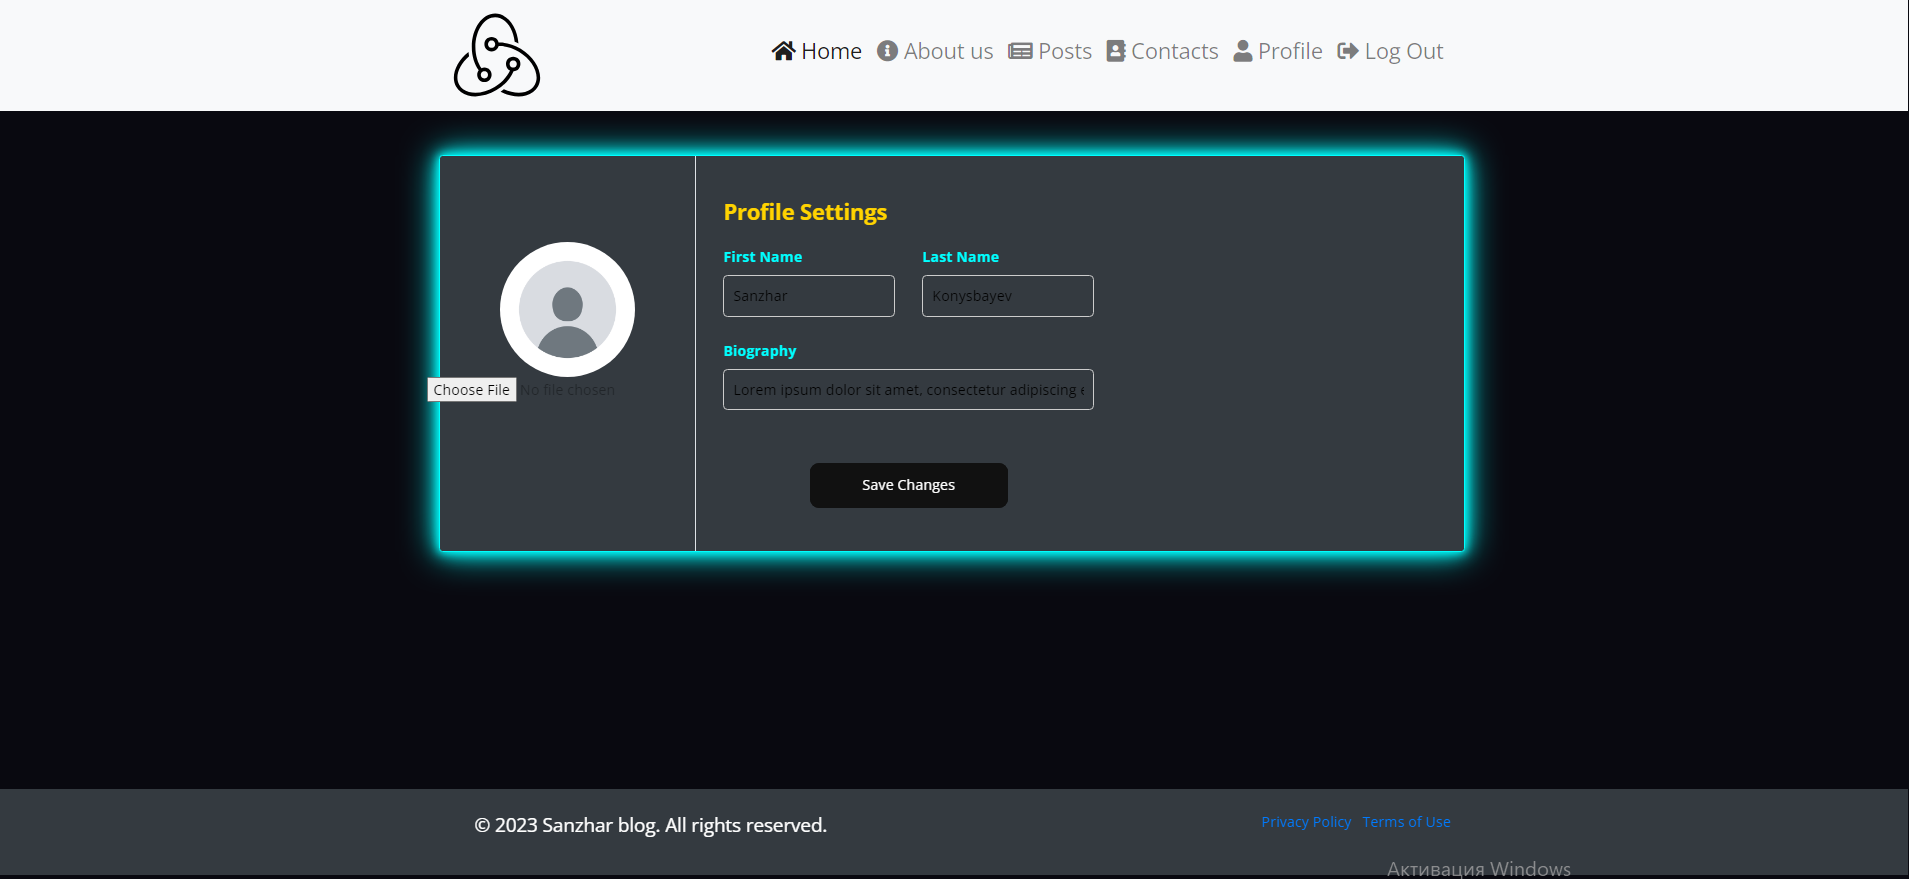 Home About us Posts Contacts Profile Log Out
Profile Settings
First Name Last Name
Sanzhar Konysbayev
Biography
Choose File No file chosen
Lorem ipsum dolor sit amet, consectetur adipiscing e
Save Changes
© 2023 Sanzhar blog. All rights reserved.
Privacy Policy Terms of Use
Активация Windows